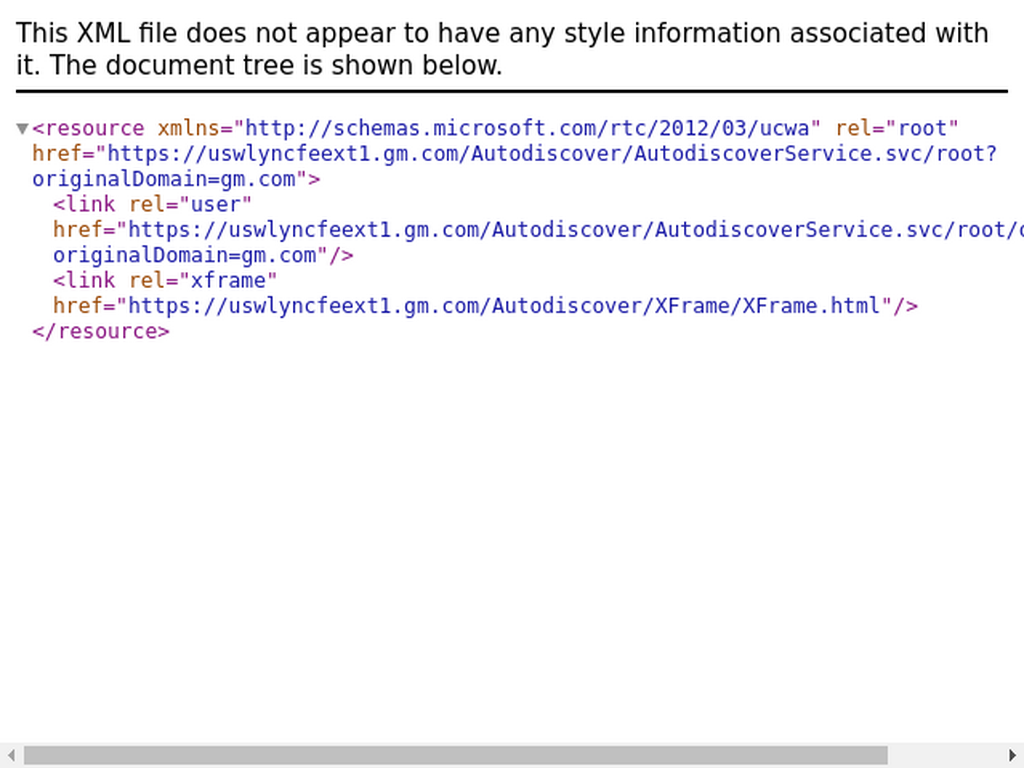 This XML file does not appear to have any style information associated with
it. The document tree is shown below.
<resource xmlns="http://schemas.microsoft.com/rtc/2012/03/ucwa" rel="root"
href="https://uswlyncfeext1.gm.com/Autodiscover/AutodiscoverService.svc/root?
originalDomain=gm.com">
<link rel="user"
href="https://uswlyncfeext1.gm.com/Autodiscover/AutodiscoverService.svc/root/
originalDomain=gm.com"/>
<link rel="xframe"
href="https://uswlyncfeext1.gm.com/Autodiscover/XFrame/XFrame.html"/>
</resource>